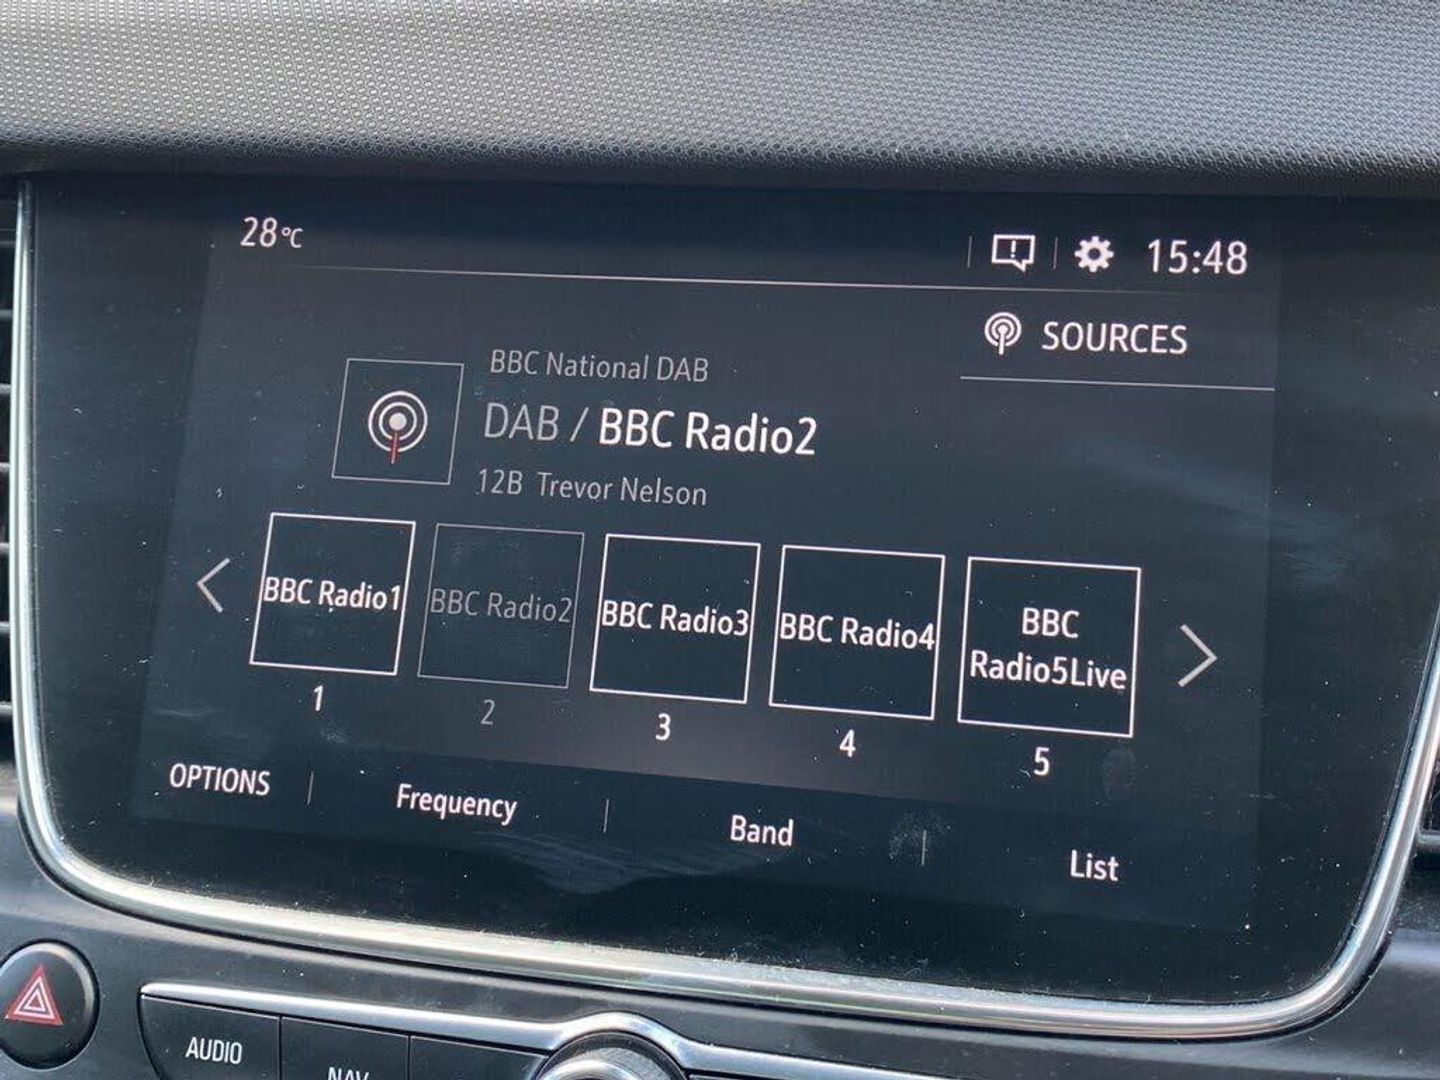 28°C
15:48
SOURCES
BBC National DAB
DAB / BBC Radio2
12B Trevor Nelson
BBC Radio1
BBC Radio2
BBC Radio3
BBC Radio4
BBC
Radio5Live
1
2
3
4
5
OPTIONS
Frequency
Band
List
AUDIO
NAV